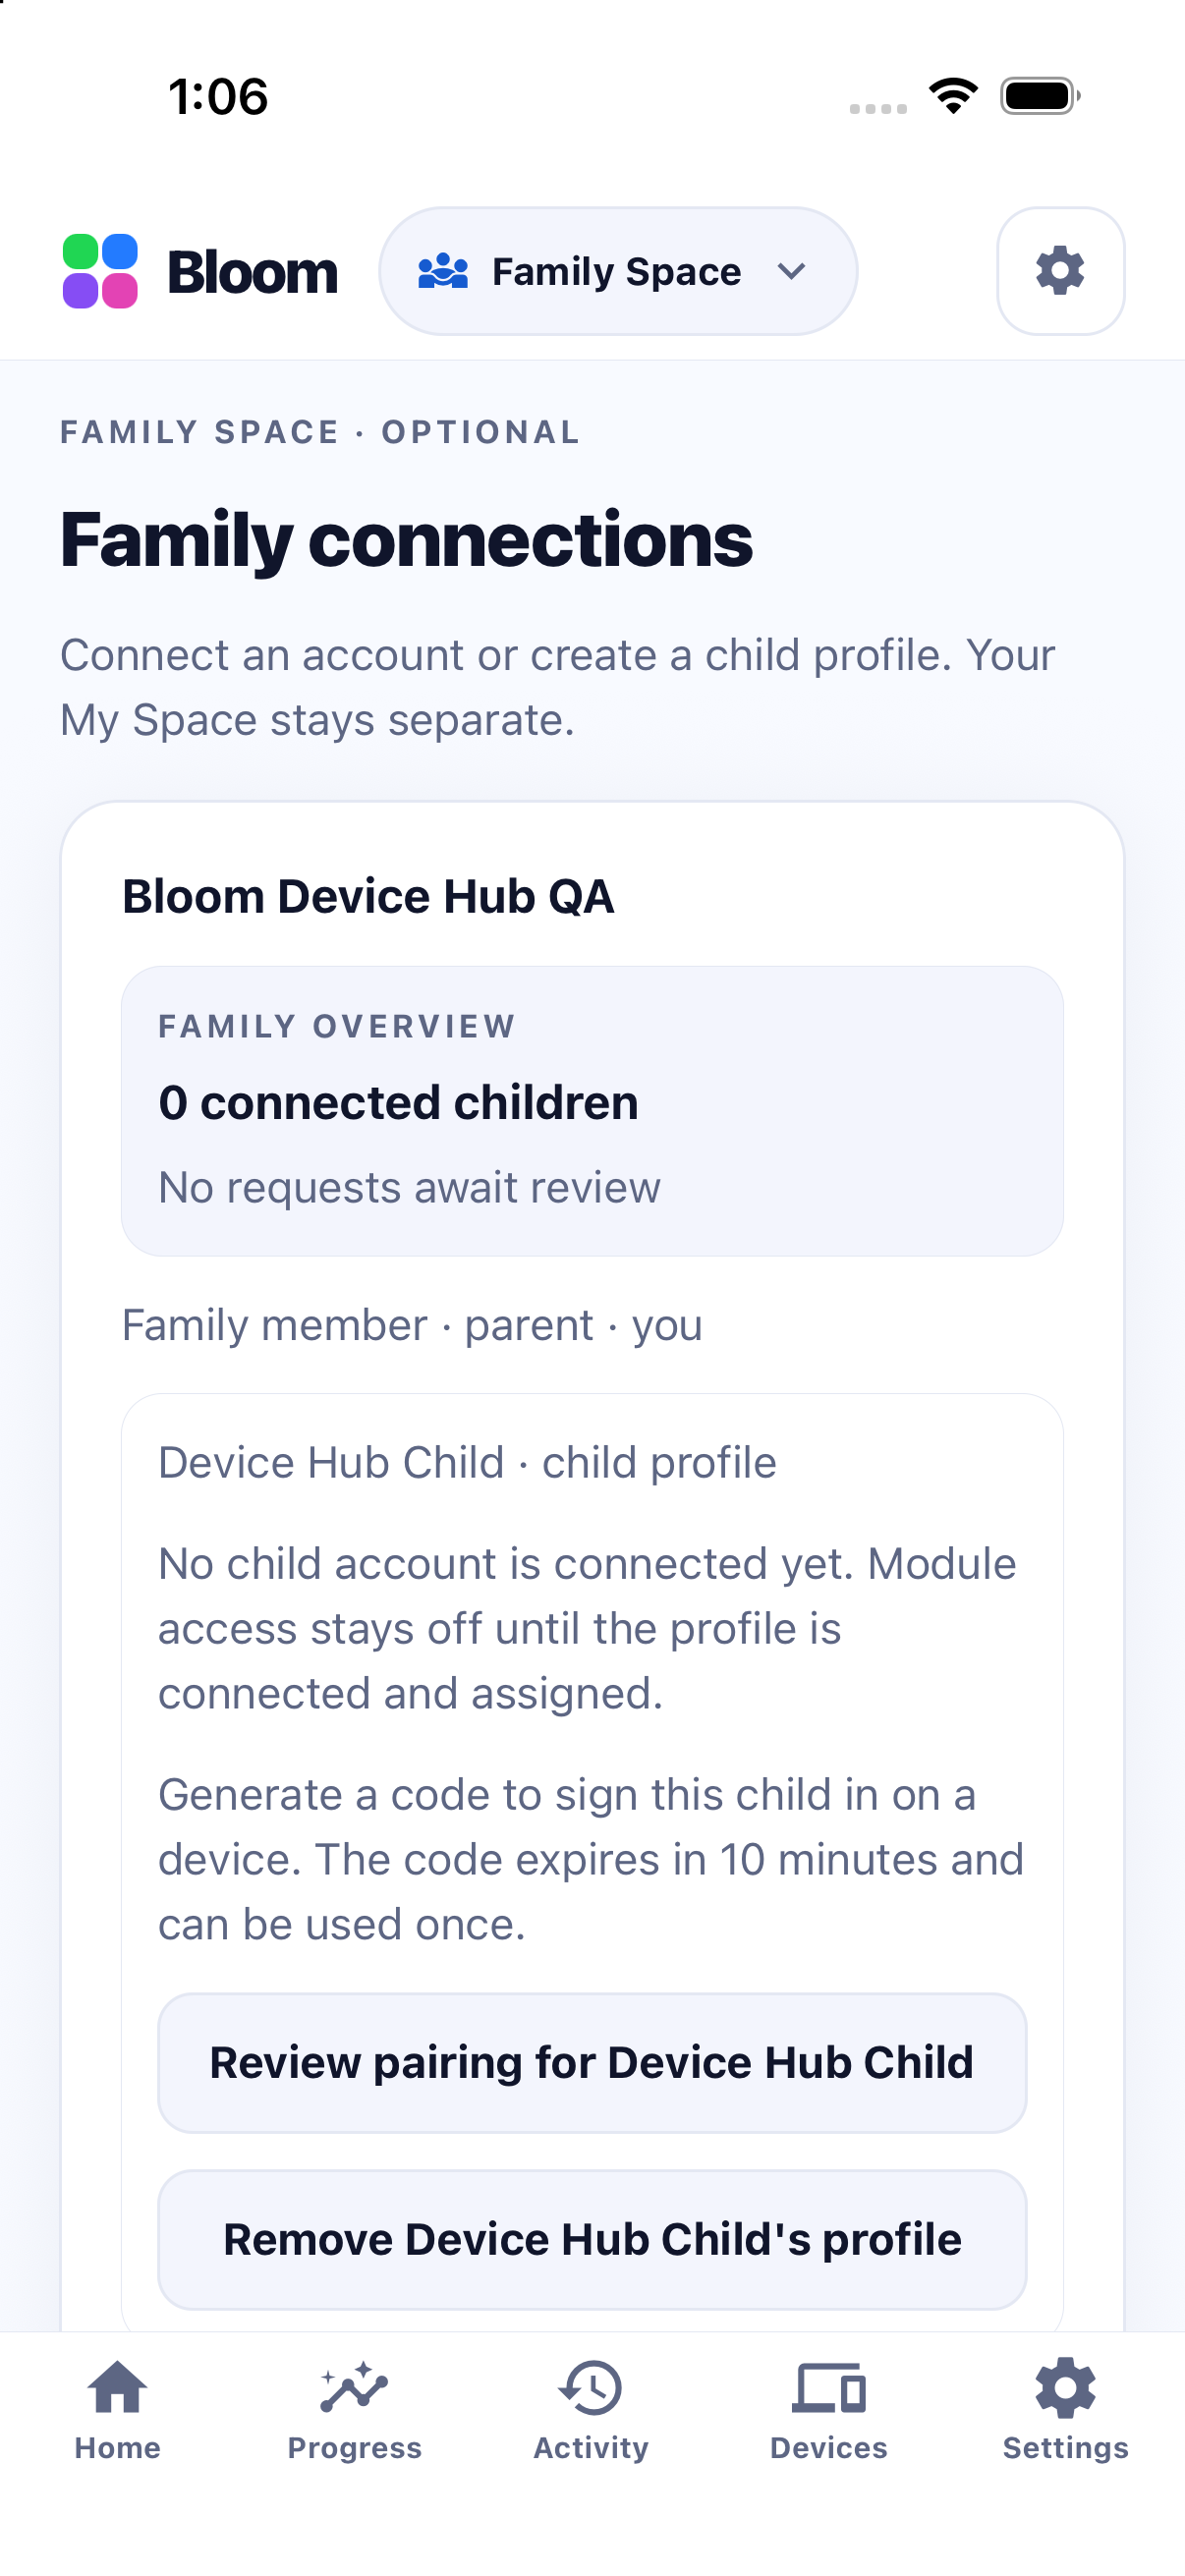 1:06
Bloom
Family Space
FAMILY SPACE · OPTIONAL
Family connections
Connect an account or create a child profile. Your
My Space stays separate.
Bloom Device Hub QA
FAMILY OVERVIEW
0 connected children
No requests await review
Family member · parent · you
Device Hub Child · child profile
No child account is connected yet. Module
access stays off until the profile is
connected and assigned.
Generate a code to sign this child in on a
device. The code expires in 10 minutes and
can be used once.
Review pairing for Device Hub Child
Remove Device Hub Child's profile
Home
Progress
Activity
Devices
Settings